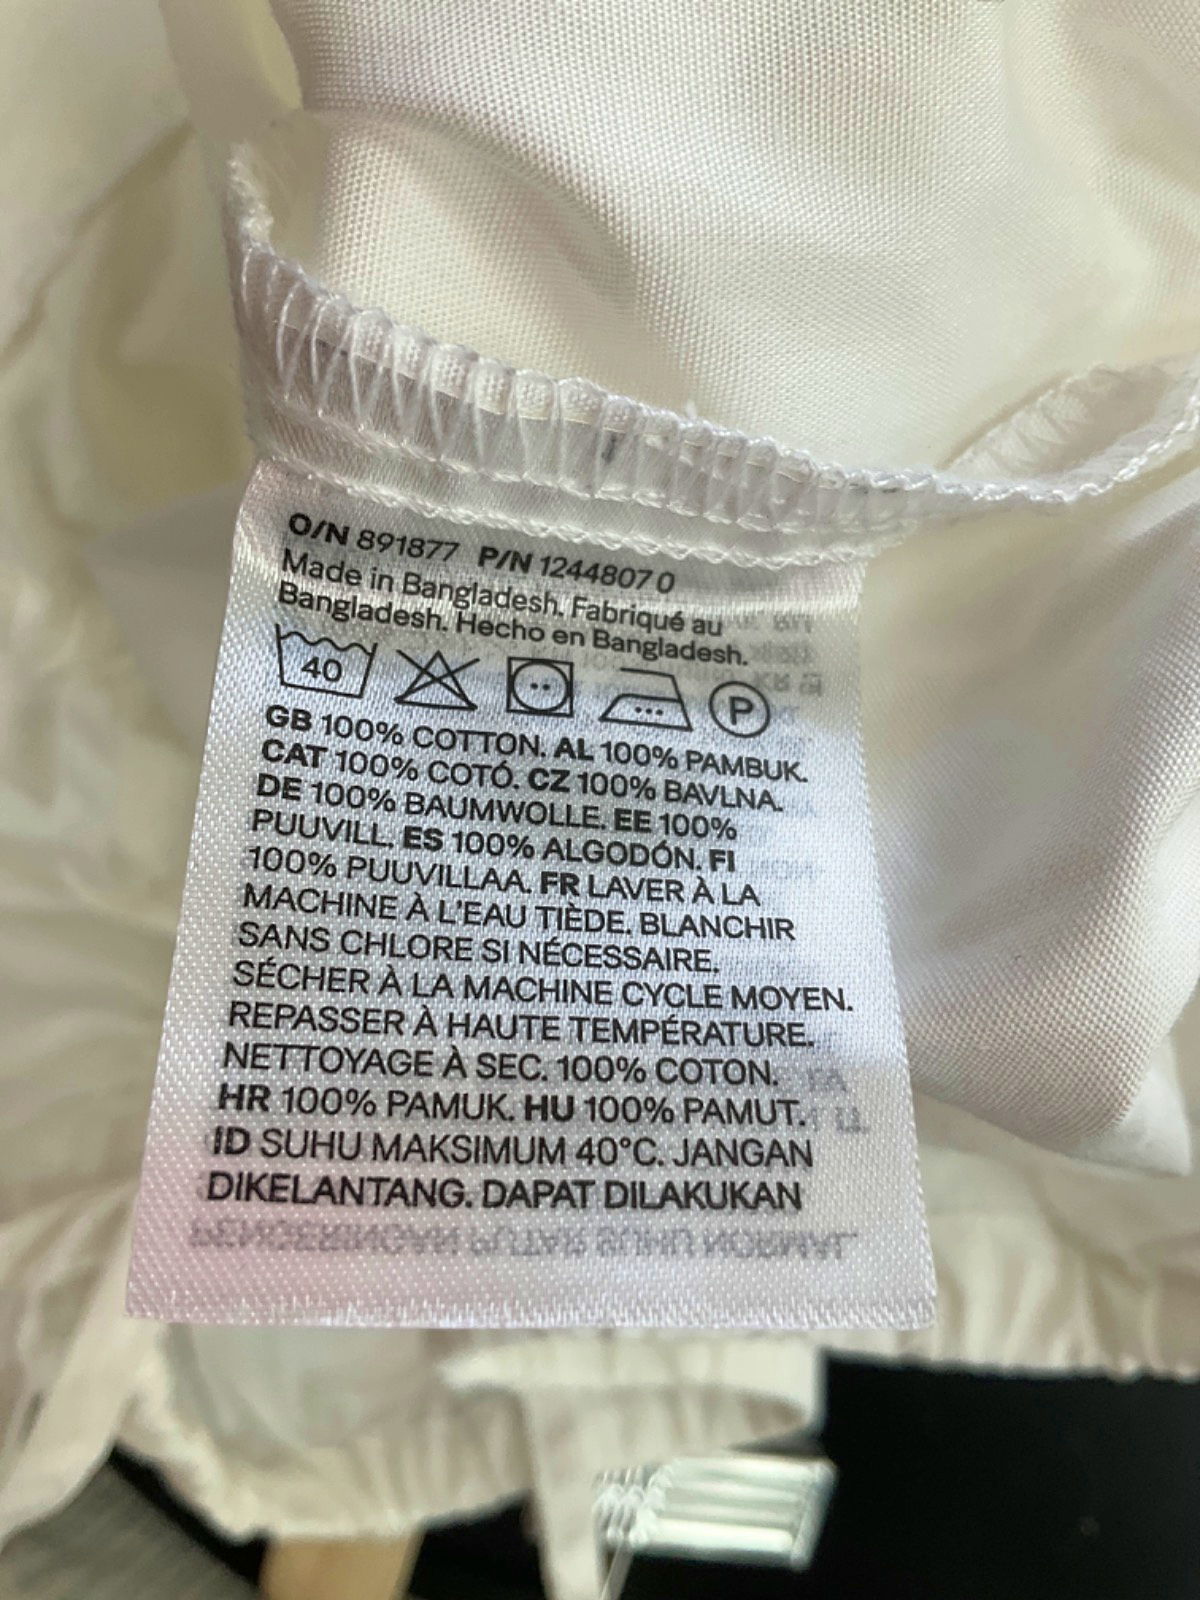 O/N 891877 P/N 1244807 0
Made in Bangladesh. Fabriqué au
Bangladesh. Hecho en Bangladesh.
40 P
GB 100% COTTON. AL 100% PAMBUK.
CAT 100% COTÓ. CZ 100% BAVLNA.
DE 100% BAUMWOLLE. EE 100%
PUUVILL. ES 100% ALGODÓN. FI
100% PUUVILLAA. FR LAVER À LA
MACHINE À L'EAU TIÈDE. BLANCHIR
SANS CHLORE SI NÉCESSAIRE.
SÉCHER À LA MACHINE CYCLE MOYEN.
REPASSER À HAUTE TEMPÉRATURE.
NETTOYAGE À SEC. 100% COTON.
HR 100% PAMUK. HU 100% PAMUT.
ID SUHU MAKSIMUM 40°C. JANGAN
DIKELANTANG. DAPAT DILAKUKAN